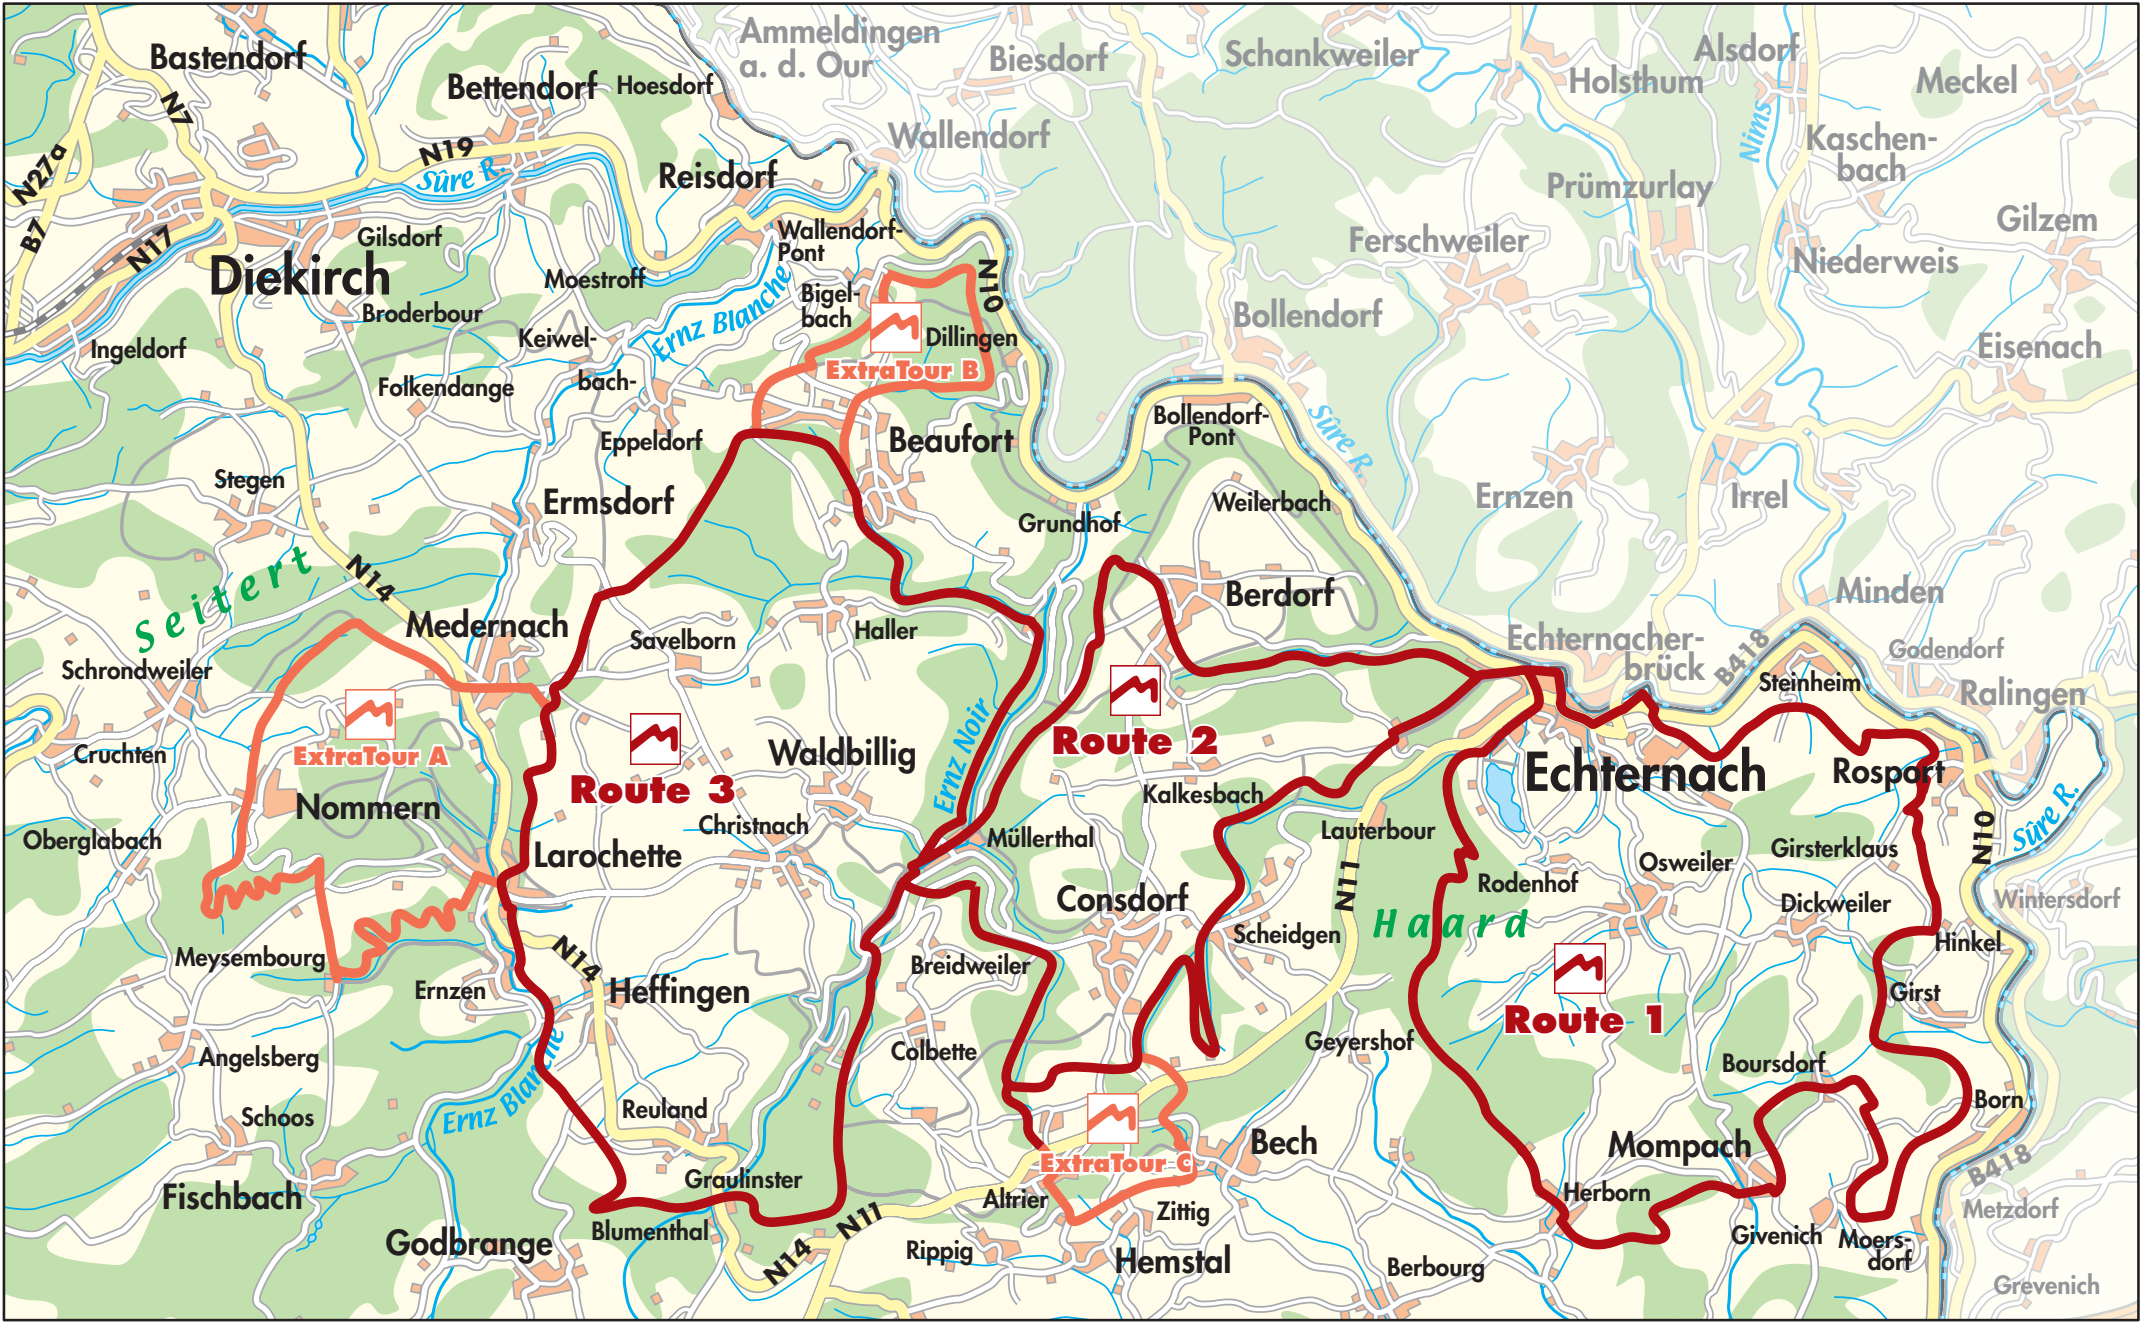 Bastendorf
Bettendorf
Hoesdorf
Ammeldingen
a. d. Our
Biesdorf
Schankweiler
Holsthum
Alsdorf
Meckel
N7
N19
Sûre R.
Wallendorf
Nims
Kaschen-
bach
N27a
Reisdorf
Prümzurlay
B7
N17
Gilsdorf
Wallendorf-
Pont
Ferschweiler
Gilzem
Niederweis
Diekirch
Moestroff
Ernz Blanche
Bigel-
bach
N10
Broderbour
Bollendorf
Ingeldorf
Keiwel-
bach-
Dillingen
Eisenach
ExtraTour B
Folkendange
Bollendorf-
Pont
Sûre R.
Eppeldorf
Beaufort
Stegen
Ermsdorf
Weilerbach
Ernzen
Irrel
Grundhof
Seitert
N14
Berdorf
Minden
Medernach
Savelborn
Haller
Echternacher-
brück
B418
Godendorf
Schrondweiler
Steinheim
Ralingen
ExtraTour A
Route 3
Ernz Noir
Route 2
Cruchten
Waldbillig
Echternach
Rosport
Nommern
Kalkesbach
Sûre R.
Oberglabach
Christnach
Müllerthal
Lauterbour
N10
Larochette
Girsterklaus
Osweiler
N11
Rodenhof
Consdorf
Haard
Dickweiler
Wintersdorf
Meysembourg
N14
Breidweiler
Scheidgen
Hinkel
Ernzen
Heffingen
Girst
Route 1
Angelsberg
Colbette
Geyershof
Boursdorf
Ernz Blanche
Schoos
Reuland
Born
Bech
Mompach
ExtraTour C
B418
Fischbach
Graulinster
Altrier
Zittig
Herborn
Metzdorf
Blumenthal
N11
Givenich
Moers-
dorf
Godbrange
N14
Rippig
Hemstal
Berbourg
Grevenich